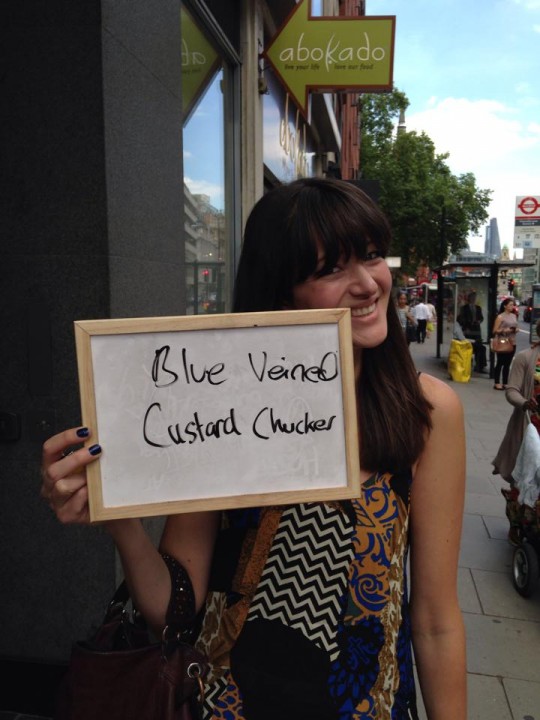 abokado
live your life love our food
Blue Veined
Custard Chucker